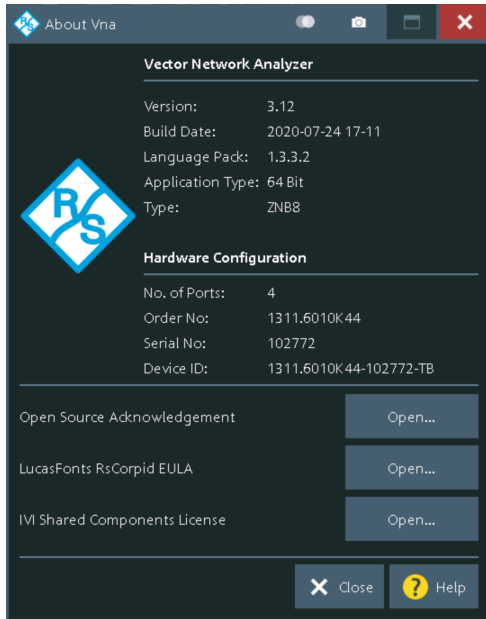 R/S About Vna
Vector Network Analyzer
Version: 3.12
Build Date: 2020-07-24 17-11
Language Pack: 1.3.3.2
Application Type: 64 Bit
Type: ZNB8
R/S
Hardware Configuration
No. of Ports: 4
Order No: 1311.6010K44
Serial No: 102772
Device ID: 1311.6010K44-102772-TB
Open Source Acknowledgement Open...
LucasFonts RsCorpid EULA Open...
IVI Shared Components License Open...
Close ? Help